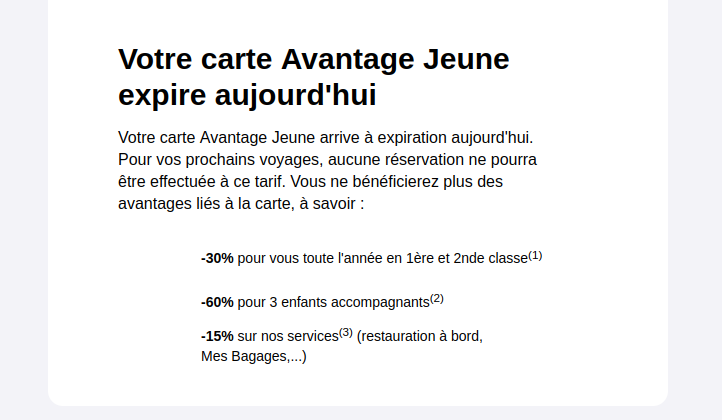 Votre carte Avantage Jeune
expire aujourd'hui
Votre carte Avantage Jeune arrive à expiration aujourd'hui.
Pour vos prochains voyages, aucune réservation ne pourra
être effectuée à ce tarif. Vous ne bénéficierez plus des
avantages liés à la carte, à savoir :
-30% pour vous toute l'année en 1ère et 2nde classe(1)
-60% pour 3 enfants accompagnants(2)
-15% sur nos services(3) (restauration à bord,
Mes Bagages,...)